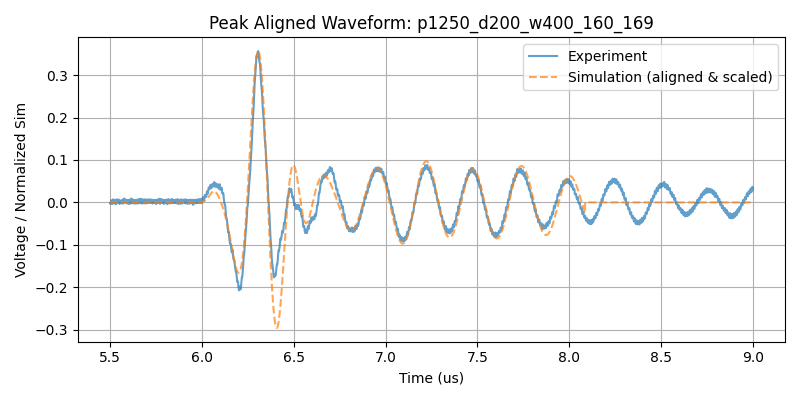 Peak Aligned Waveform: p1250_d200_w400_160_169
Experiment
Simulation (aligned & scaled)
Voltage / Normalized Sim
0.3
0.2
0.1
0.0
−0.1
−0.2
−0.3
5.5 6.0 6.5 7.0 7.5 8.0 8.5 9.0
Time (us)